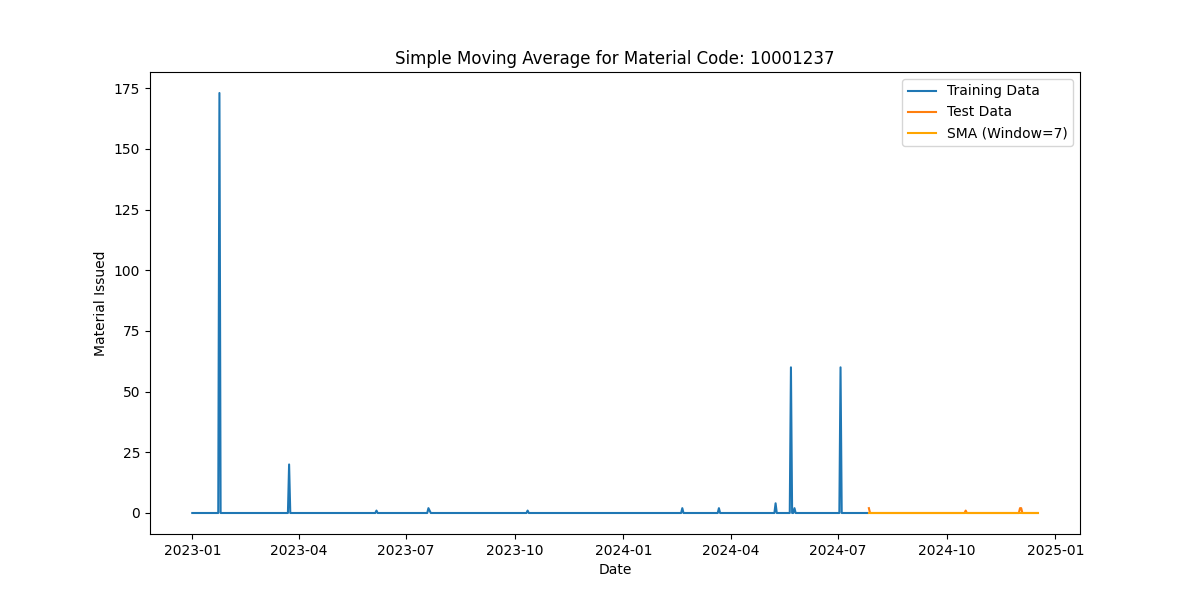 Simple Moving Average for Material Code: 10001237
Training Data
Test Data
SMA (Window=7)
Material Issued
175
150
125
100
75
50
25
0
2023-01 2023-04 2023-07 2023-10 2024-01 2024-04 2024-07 2024-10 2025-01
Date